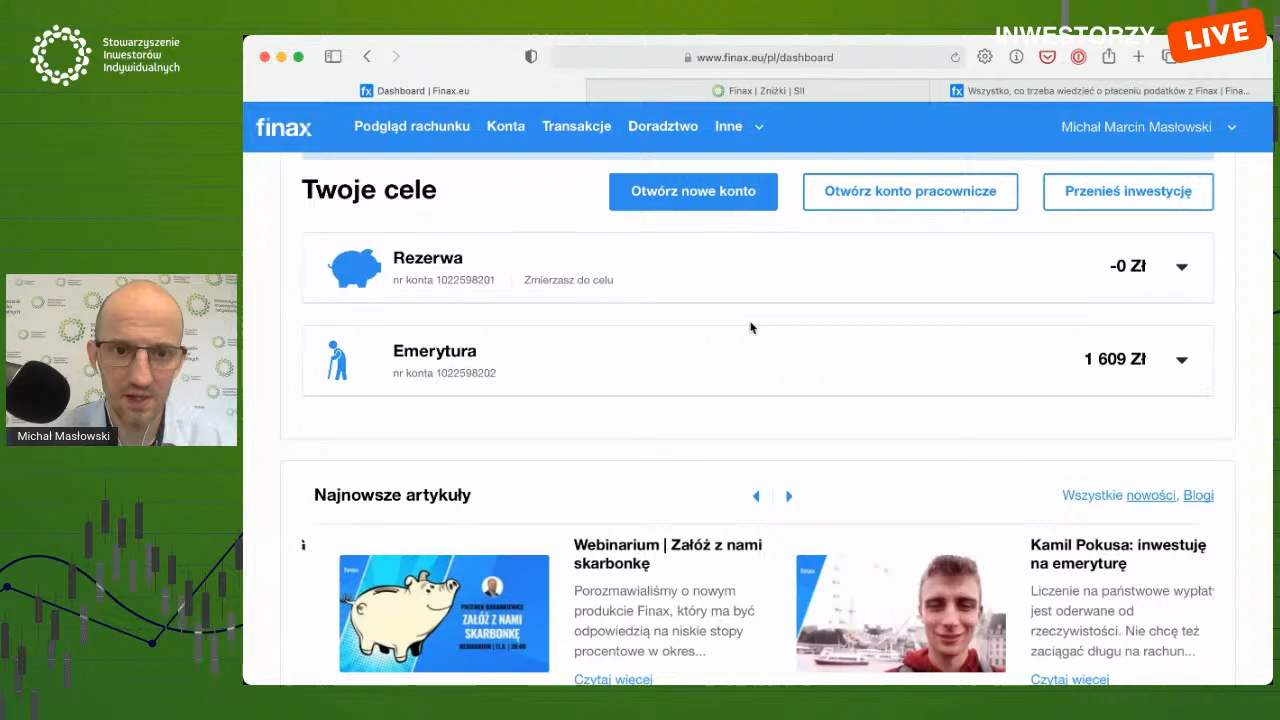 Stowarzyszenie
Inwestorów
Indywidualnych
INWESTORZY LIVE
www.finax.eu/pl/dashboard
Dashboard | Finax.eu
Finax | Zniżki | SII
Wszystko, co trzeba wiedzieć o płaceniu podatków z Finax | Fina...
finax
Podgląd rachunku
Konta
Transakcje
Doradztwo
Inne
Michał Marcin Masłowski
Twoje cele
Otwórz nowe konto
Otwórz konto pracownicze
Przenieś inwestycję
Rezerwa
nr konta 1022598201
Zmierzasz do celu
-0 Zł
Emerytura
nr konta 1022598202
1 609 Zł
Michał Masłowski
Najnowsze artykuły
Wszystkie nowości, Blogi
finax
PRZEMEK BARANKIEWICZ
ZAŁÓŻ Z NAMI
SKARBONKĘ
Webinarium | Załóż z nami
skarbonkę
Porozmawialiśmy o nowym
produkcie Finax, który ma być
odpowiedzią na niskie stopy
procentowe w okres...
Czytaj więcej
finax
Kamil Pokusa: inwestuję
na emeryturę
Liczenie na państwowe wypłat
jest oderwane od
rzeczywistości. Nie chcę też
zaciągać długu na rachun...
Czytaj więcej